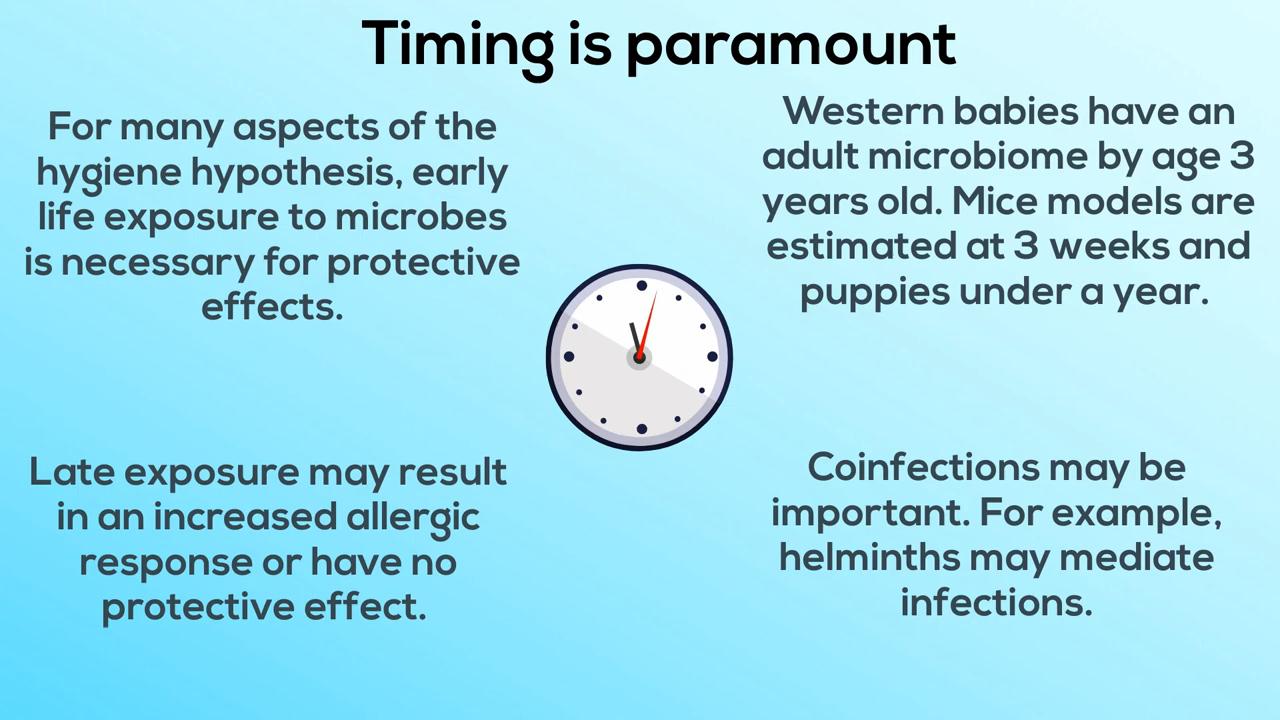 Timing is paramount
For many aspects of the
hygiene hypothesis, early
life exposure to microbes
is necessary for protective
effects.
Western babies have an
adult microbiome by age 3
years old. Mice models are
estimated at 3 weeks and
puppies under a year.
Late exposure may result
in an increased allergic
response or have no
protective effect.
Coinfections may be
important. For example,
helminths may mediate
infections.